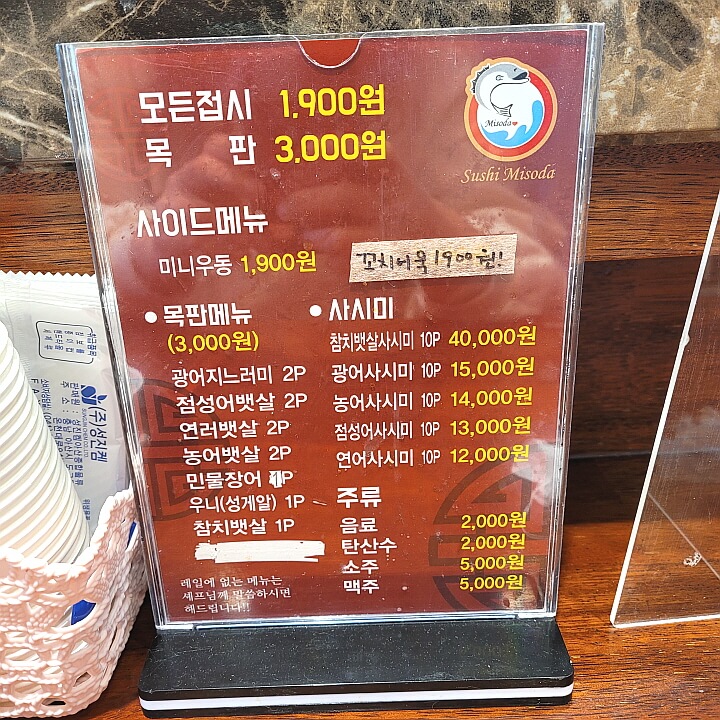 모든접시 1,900원
목판 3,000원
Misoda
Sushi Misoda
사이드메뉴
미니우동 1,900원
꼬치어묵 1900원!
• 목판메뉴
(3,000원)
광어지느러미 2P
점성어뱃살 2P
연러뱃살 2P
농어뱃살 2P
민물장어 1P
우니(성게알) 1P
참치뱃살 1P
레일에 없는 메뉴는
셰프님께 말씀하시면
해드립니다!!
• 사시미
참치뱃살사시미 10P 40,000원
광어사시미 10P 15,000원
농어사시미 10P 14,000원
점성어사시미 10P 13,000원
연어사시미 10P 12,000원
주류
음료 2,000원
탄산수 2,000원
소주 5,000원
맥주 5,000원
(주)성진켐